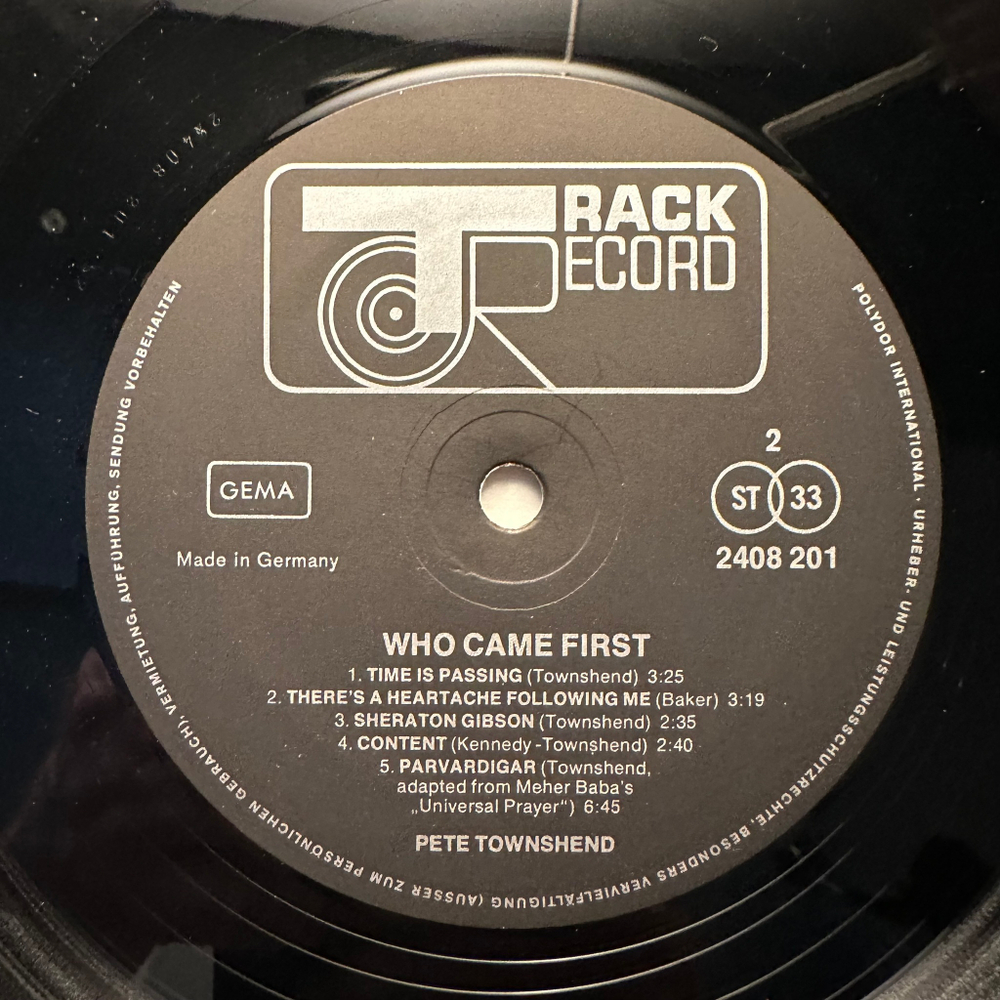 TRACK
RECORD
GEMA
Made in Germany
2
ST 33
2408 201
WHO CAME FIRST
1. TIME IS PASSING (Townshend) 3:25
2. THERE'S A HEARTACHE FOLLOWING ME (Baker) 3:19
3. SHERATON GIBSON (Townshend) 2:35
4. CONTENT (Kennedy-Townshend) 2:40
5. PARVARDIGAR (Townshend,
adapted from Meher Baba's
„Universal Prayer“) 6:45
PETE TOWNSHEND
POLYDOR INTERNATIONAL · URHEBER- UND LEISTUNGSSCHUTZRECHTE, BESONDERS VERVIELFÄLTIGUNG (AUSSER ZUM PERSÖNLICHEN GEBRAUCH), VERMIETUNG, AUFFÜHRUNG, SENDUNG VORBEHALTEN
2408 201